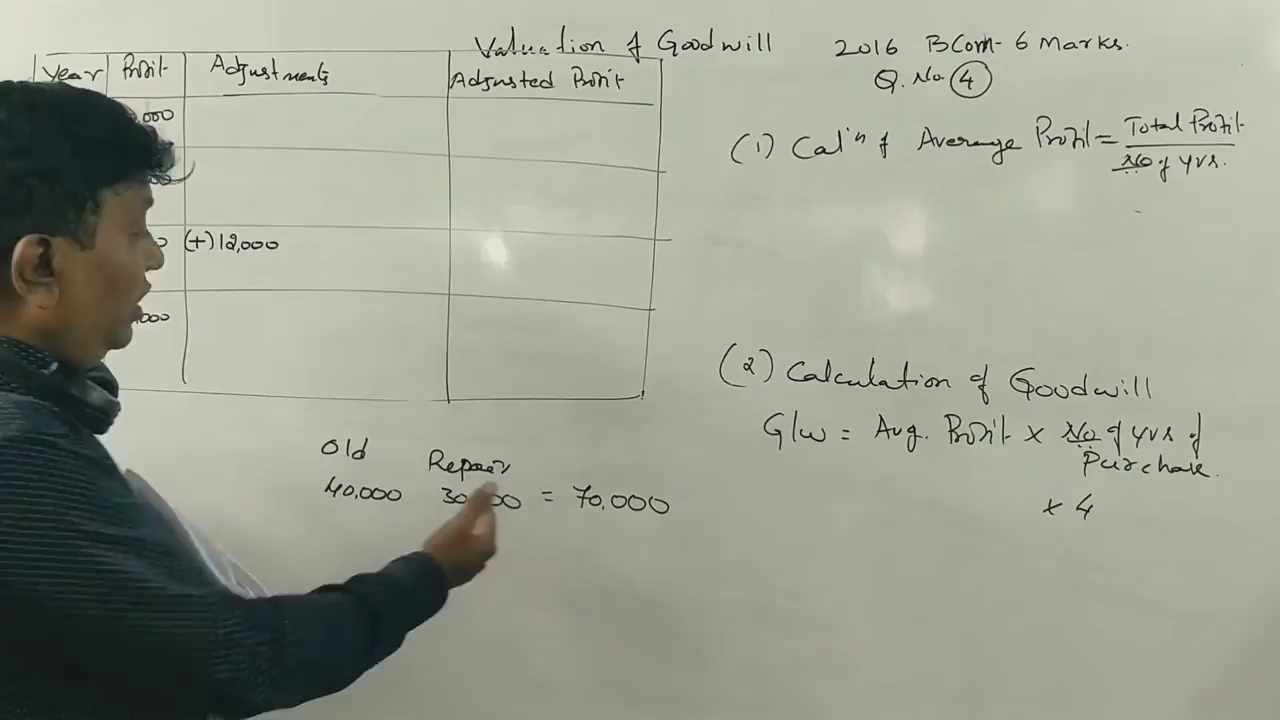 Valuation of Goodwill
2016 BCom- 6 Marks.
Q. No. 4
Year Profit Adjustments Adjusted Profit
(+) 12,000
(1) Cal'n of Average Profit = Total Profit
No of yrs.
(2) Calculation of Goodwill
G/w = Avg. Profit × No of yrs of
Purchase.
× 4
Old Repair
40,000 = 70,000